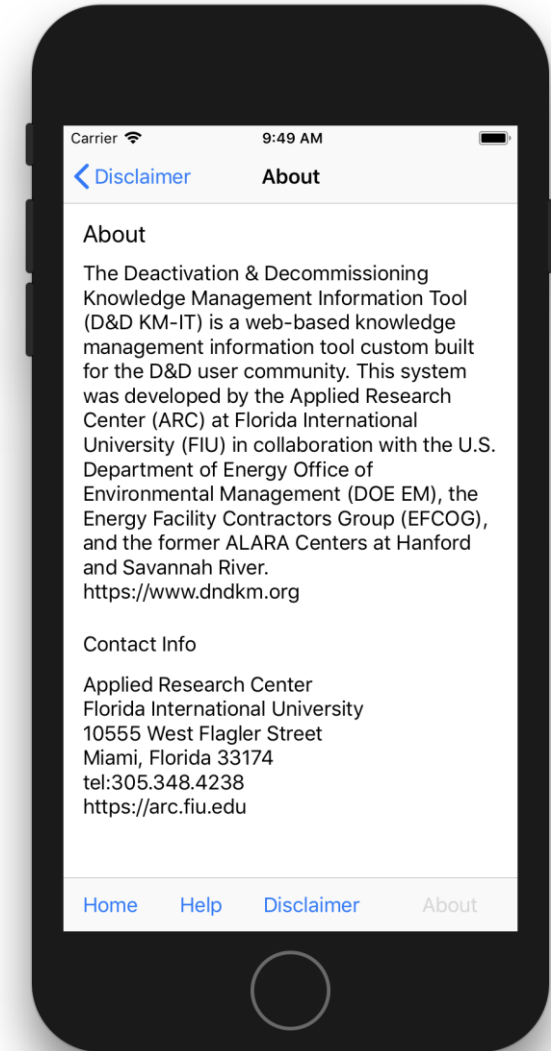 Carrier 9:49 AM
Disclaimer About
About
The Deactivation & Decommissioning
Knowledge Management Information Tool
(D&D KM-IT) is a web-based knowledge
management information tool custom built
for the D&D user community. This system
was developed by the Applied Research
Center (ARC) at Florida International
University (FIU) in collaboration with the U.S.
Department of Energy Office of
Environmental Management (DOE EM), the
Energy Facility Contractors Group (EFCOG),
and the former ALARA Centers at Hanford
and Savannah River.
https://www.dndkm.org
Contact Info
Applied Research Center
Florida International University
10555 West Flagler Street
Miami, Florida 33174
tel:305.348.4238
https://arc.fiu.edu
Home Help Disclaimer About